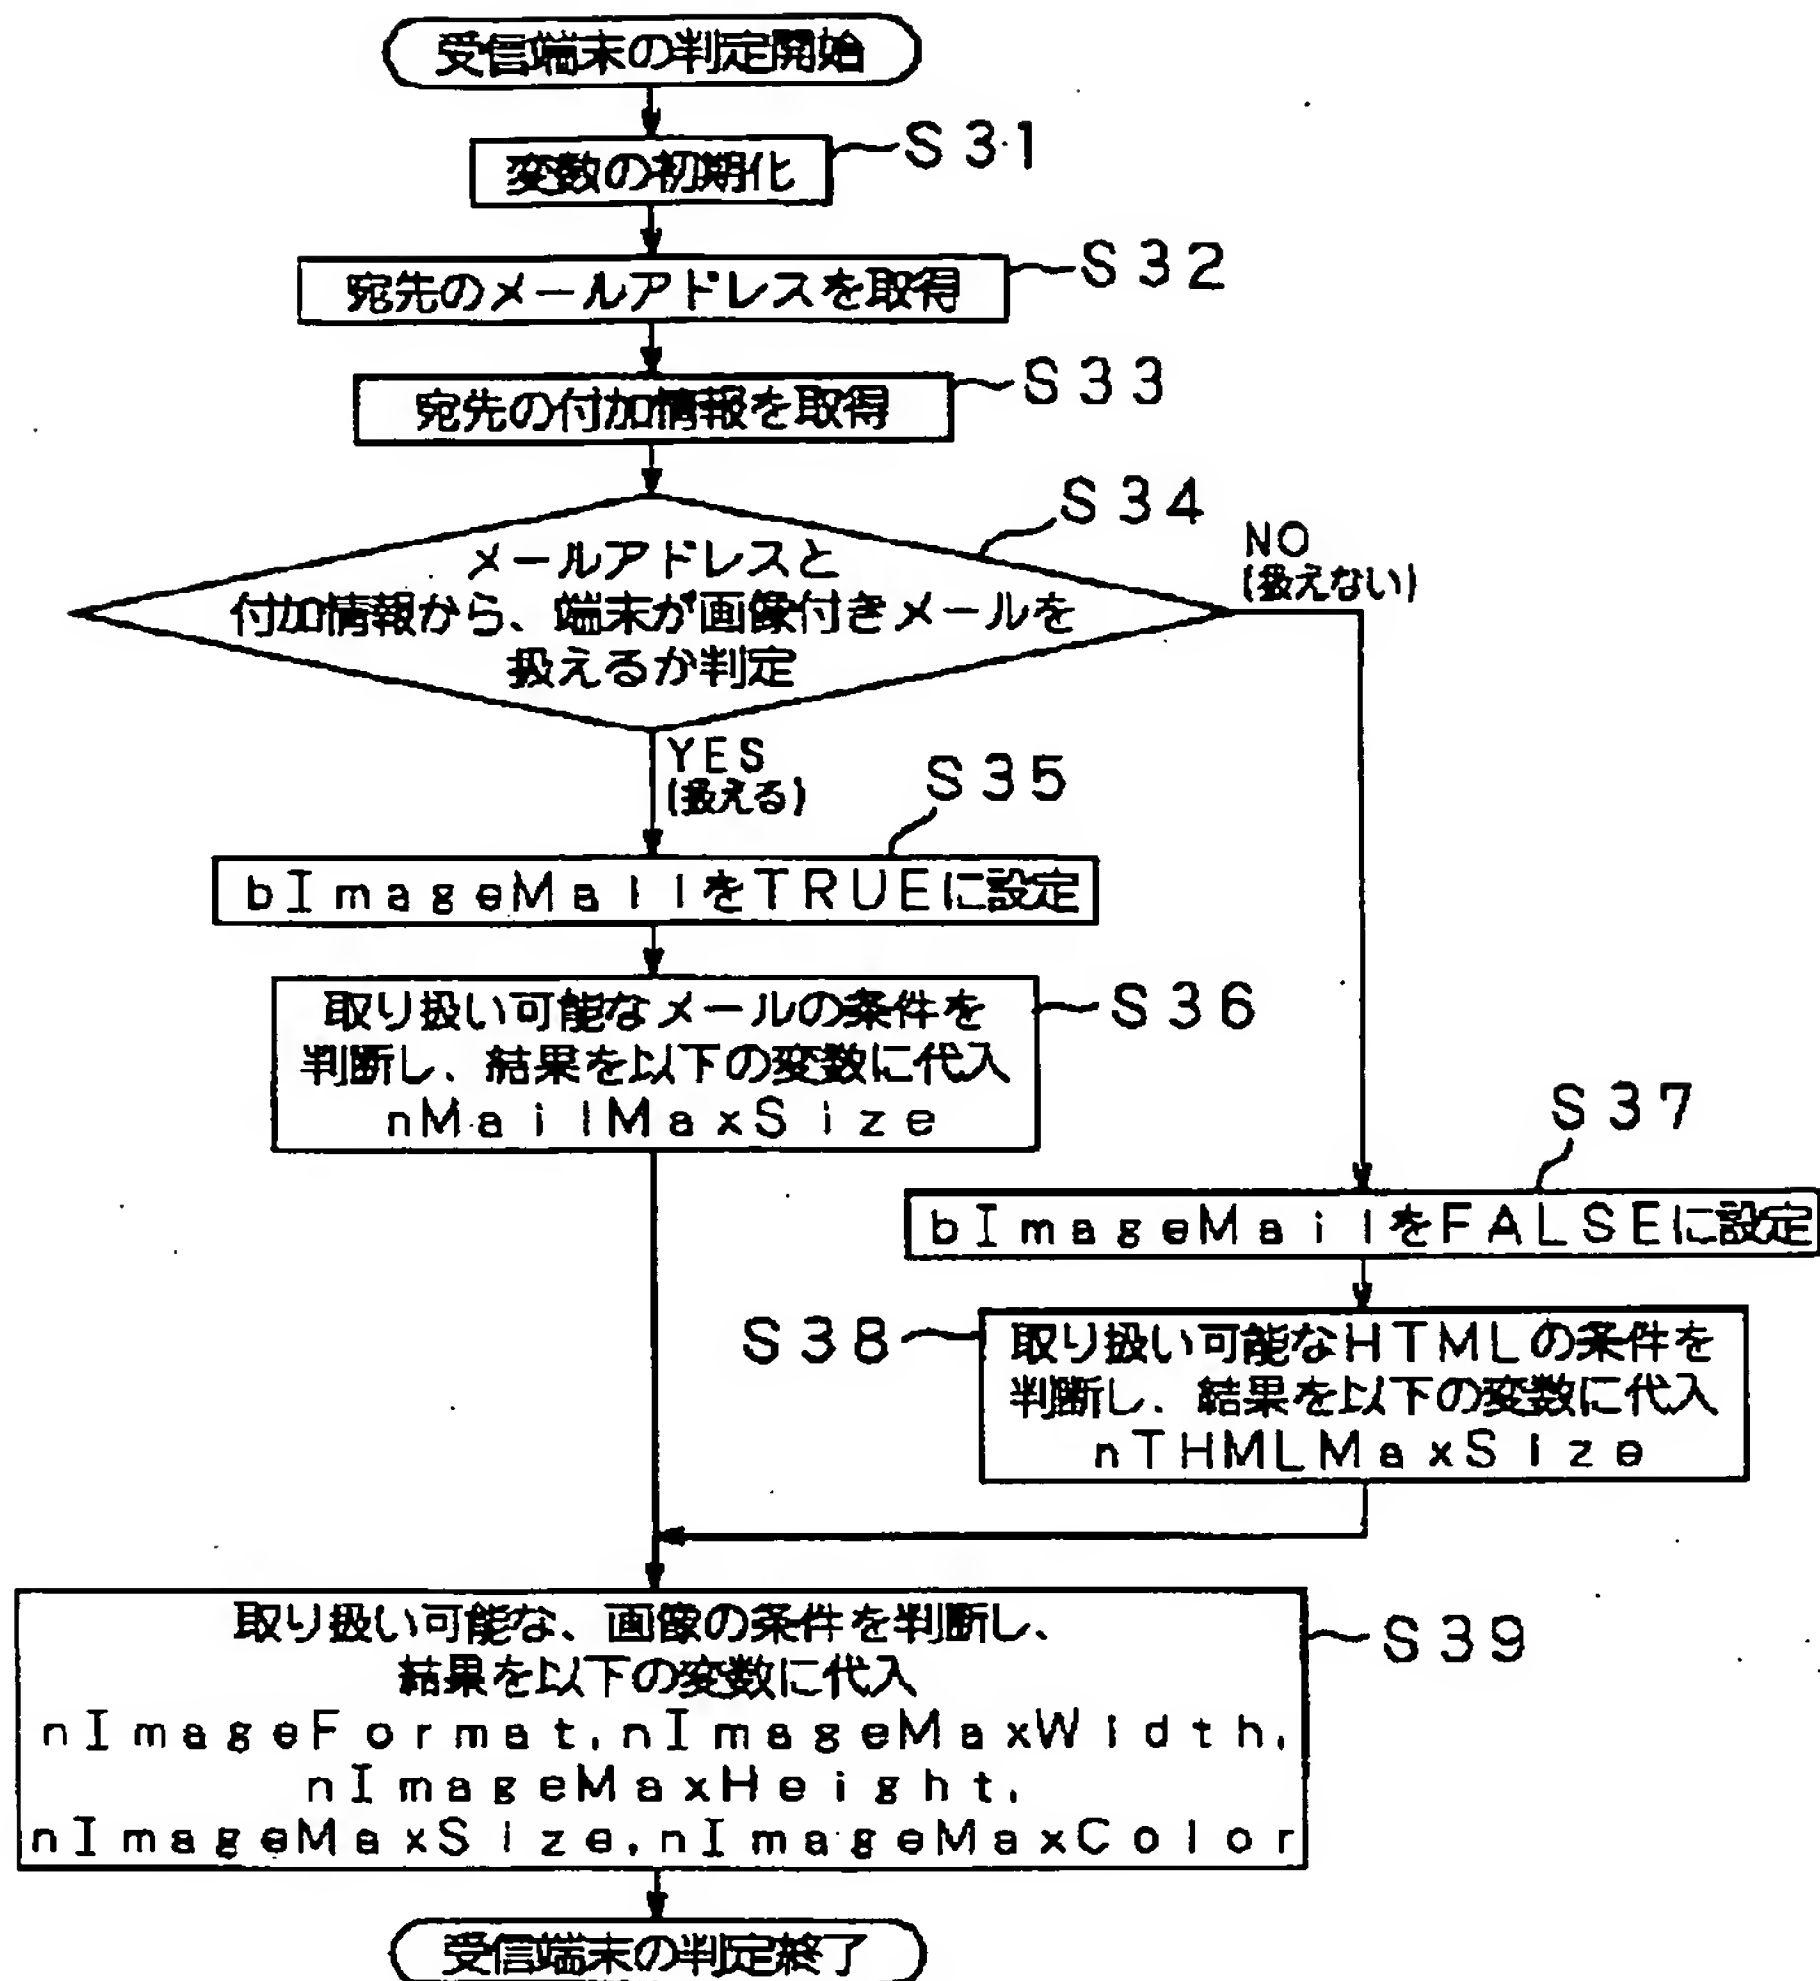 受信端末の判定開始
S31
変数の初期化
S32
宛先のメールアドレスを取得
S33
宛先の付加情報を取得
S34
メールアドレスと
付加情報から、端末が画像付きメールを
扱えるか判定
NO
(扱えない)
YES
(扱える)
S35
bImageMailをTRUEに設定
取り扱い可能なメールの条件を
判断し、結果を以下の変数に代入
nMailMaxSize
S36
S37
bImageMailをFALSEに設定
S38
取り扱い可能なHTMLの条件を
判断し、結果を以下の変数に代入
nTHMLMaxSize
取り扱い可能な、画像の条件を判断し、
結果を以下の変数に代入
nImageFormat,nImageMaxWidth,
nImageMaxHeight,
nImageMaxSize,nImageMaxColor
S39
受信端末の判定終了